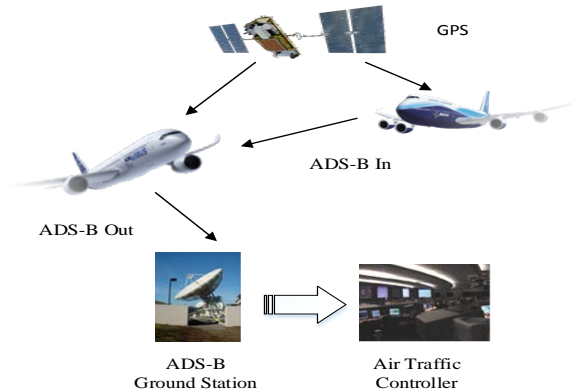 GPS
ADS-B In
ADS-B Out
ADS-B
Ground Station
Air Traffic
Controller